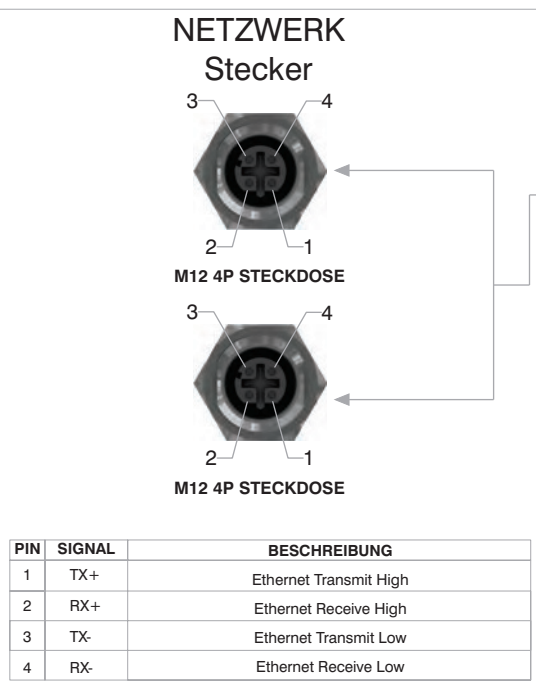 NETZWERK
Stecker
3 4
2 1
M12 4P STECKDOSE
3 4
2 1
M12 4P STECKDOSE
PIN SIGNAL BESCHREIBUNG
1 TX+ Ethernet Transmit High
2 RX+ Ethernet Receive High
3 TX- Ethernet Transmit Low
4 RX- Ethernet Receive Low